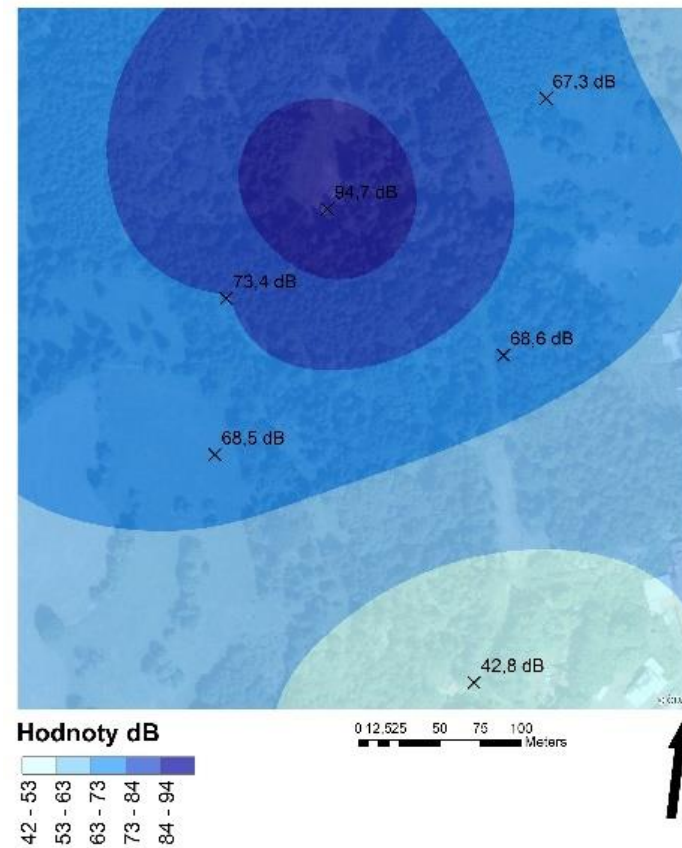 67,3 dB
94,7 dB
73,4 dB
68,6 dB
68,5 dB
42,8 dB
Hodnoty dB
42 - 53
53 - 63
63 - 73
73 - 84
84 - 94
0 12,525 50 75 100
Meters